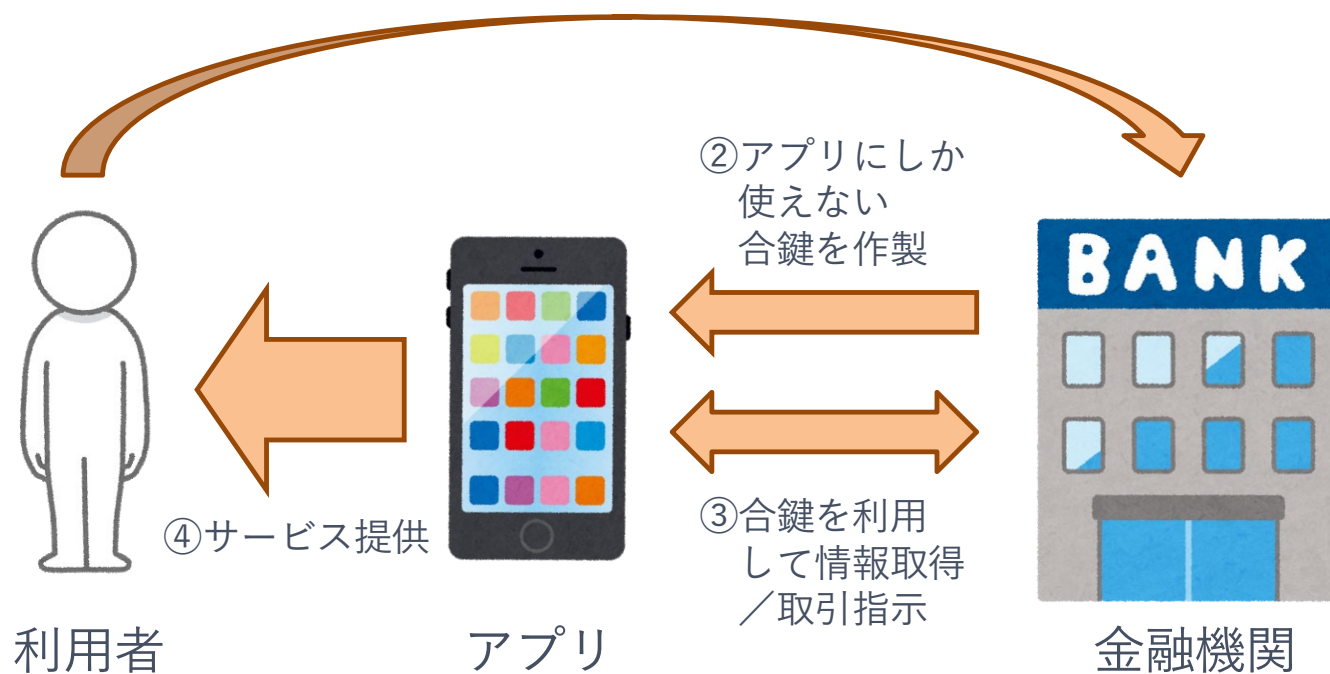 ②アプリにしか
使えない
合鍵を作製
BANK
④サービス提供
③合鍵を利用
して情報取得
／取引指示
利用者
アプリ
金融機関